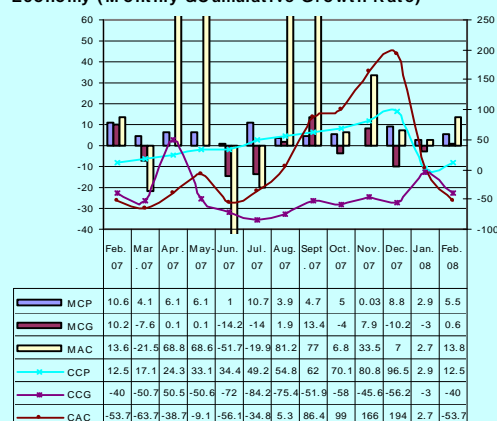 Economy (Monthly &Cumulative Growth Rate)
60 250
50 200
40
30 150
20 100
10
0 50
-10 0
-20
-30 -50
-40 -100
Feb. 07 Mar. 07 Apr. 07 May- 07 Jun. 07 Jul. 07 Aug. 07 Sept. 07 Oct. 07 Nov. 07 Dec. 07 Jan. 08 Feb. 08
MCP 10.6 4.1 6.1 6.1 1 10.7 3.9 4.7 5 0.03 8.8 2.9 5.5
MCG 10.2 -7.6 0.1 0.1 -14.2 -14 1.9 13.4 -4 7.9 -10.2 -3 0.6
MAC 13.6 -21.5 68.8 68.6 -51.7 -19.9 81.2 77 6.8 33.5 7 2.7 13.8
CCP 12.5 17.1 24.3 33.1 34.4 49.2 54.8 62 70.1 80.8 96.5 2.9 12.5
CCG -40 -50.7 50.5 -50.6 -72 -84.2 -75.4 -51.9 -58 -45.6 -56.2 -3 -40
CAC -53.7 -63.7 -38.7 -9.1 -56.1 -34.8 5.3 86.4 99 166 194 2.7 -53.7